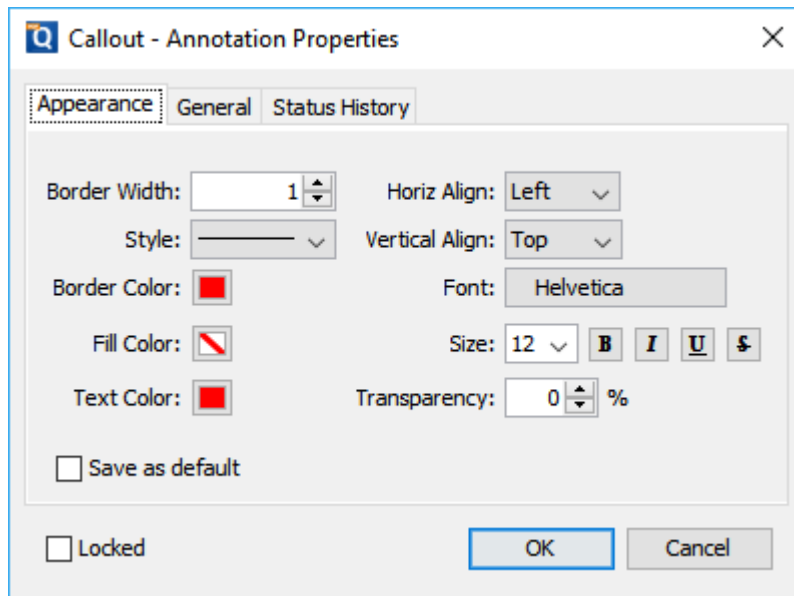 Callout - Annotation Properties
Appearance General Status History
Border Width: 1 Horiz Align: Left
Style: Vertical Align: Top
Border Color: Font: Helvetica
Fill Color: Size: 12 B I U S
Text Color: Transparency: 0 %
Save as default
Locked OK Cancel